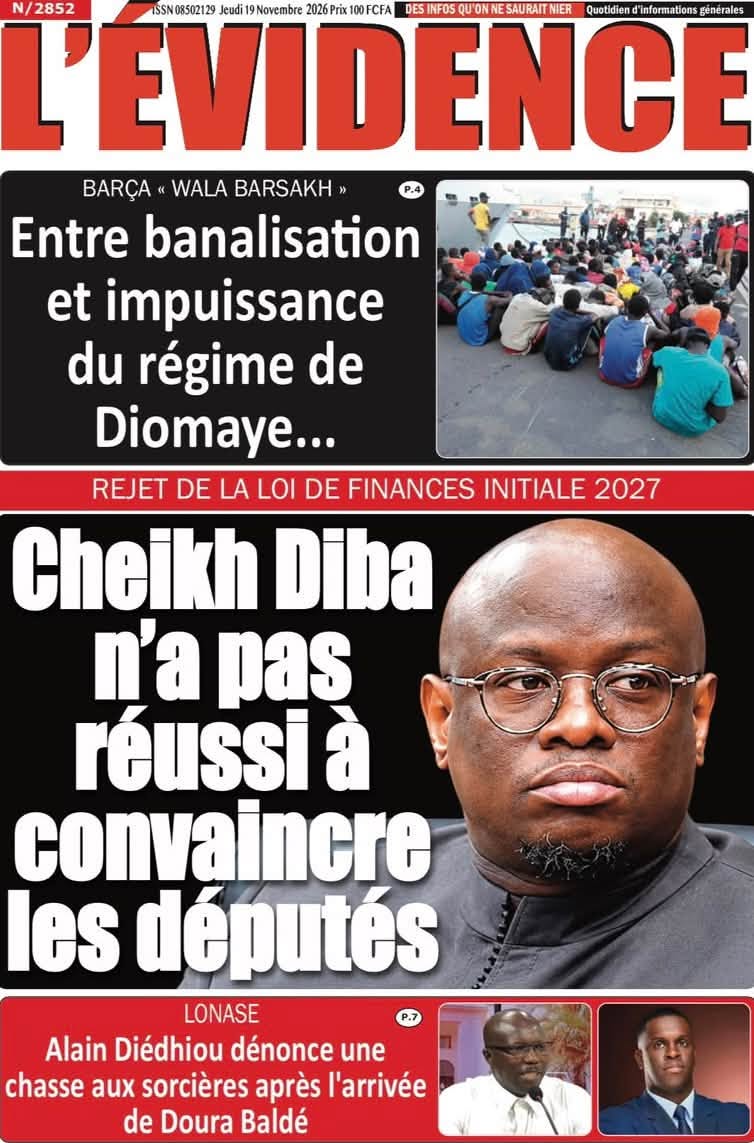 N/2852
ISSN 08502129 Jeudi 19 Novembre 2026 Prix 100 FCFA
DES INFOS QU'ON NE SAURAIT NIER
Quotidien d'informations générales
L'ÉVIDENCE
BARÇA « WALA BARSAKH »
P.4
Entre banalisation
et impuissance
du régime de
Diomaye...
REJET DE LA LOI DE FINANCES INITIALE 2027
Cheikh Diba
n'a pas
réussi à
convaincre
les députés
LONASE
P.7
Alain Diédhiou dénonce une
chasse aux sorcières après l'arrivée
de Doura Baldé